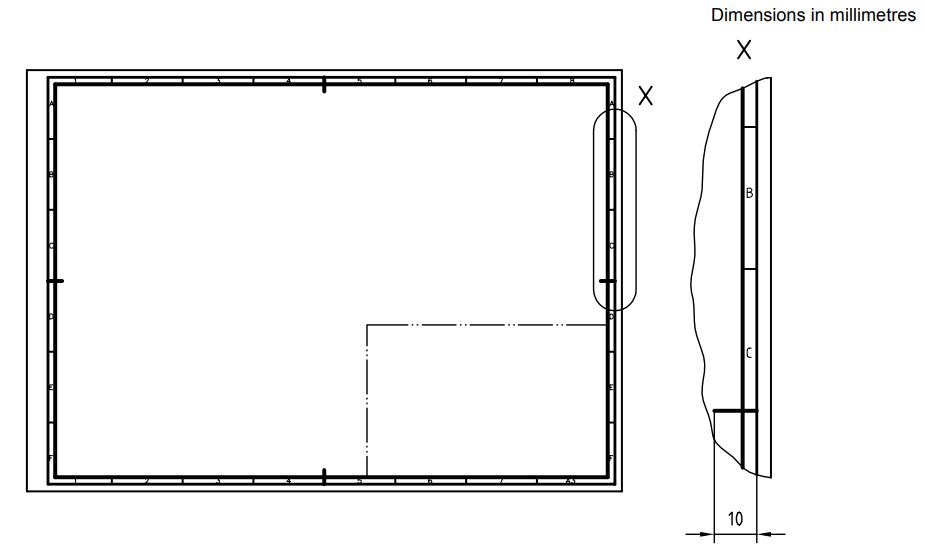 Dimensions in millimetres
X
1 2 3 4 5 6 7 8
A A
X
B B
B
C C
D D
C
E E
F F
1 2 3 4 5 6 7 A3
10